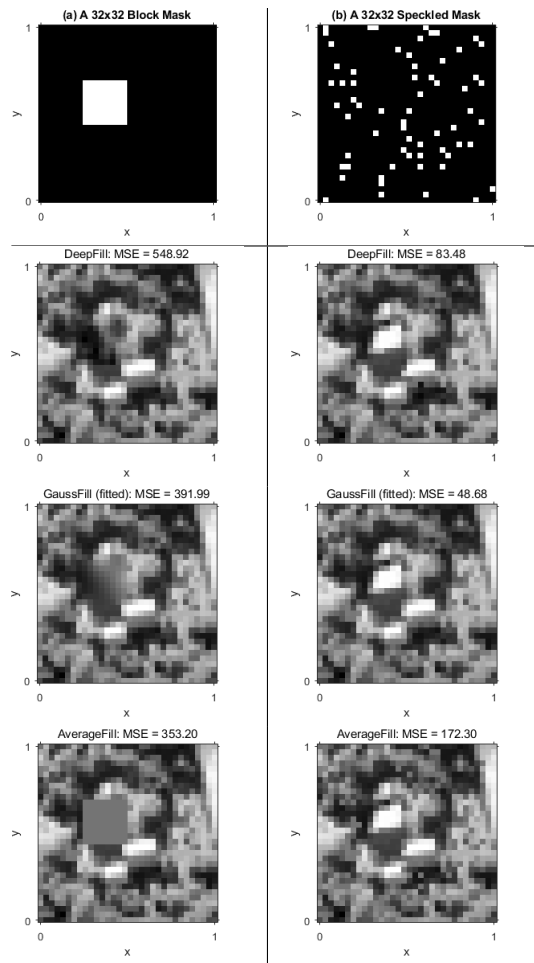 (a) A 32x32 Block Mask
1
y
0
0
1
x
(b) A 32x32 Speckled Mask
1
y
0
0
1
x
DeepFill: MSE = 548.92
1
y
0
0
1
x
DeepFill: MSE = 83.48
1
y
0
0
1
x
GaussFill (fitted): MSE = 391.99
1
y
0
0
1
x
GaussFill (fitted): MSE = 48.68
1
y
0
0
1
x
AverageFill: MSE = 353.20
1
y
0
0
1
x
AverageFill: MSE = 172.30
1
y
0
0
1
x